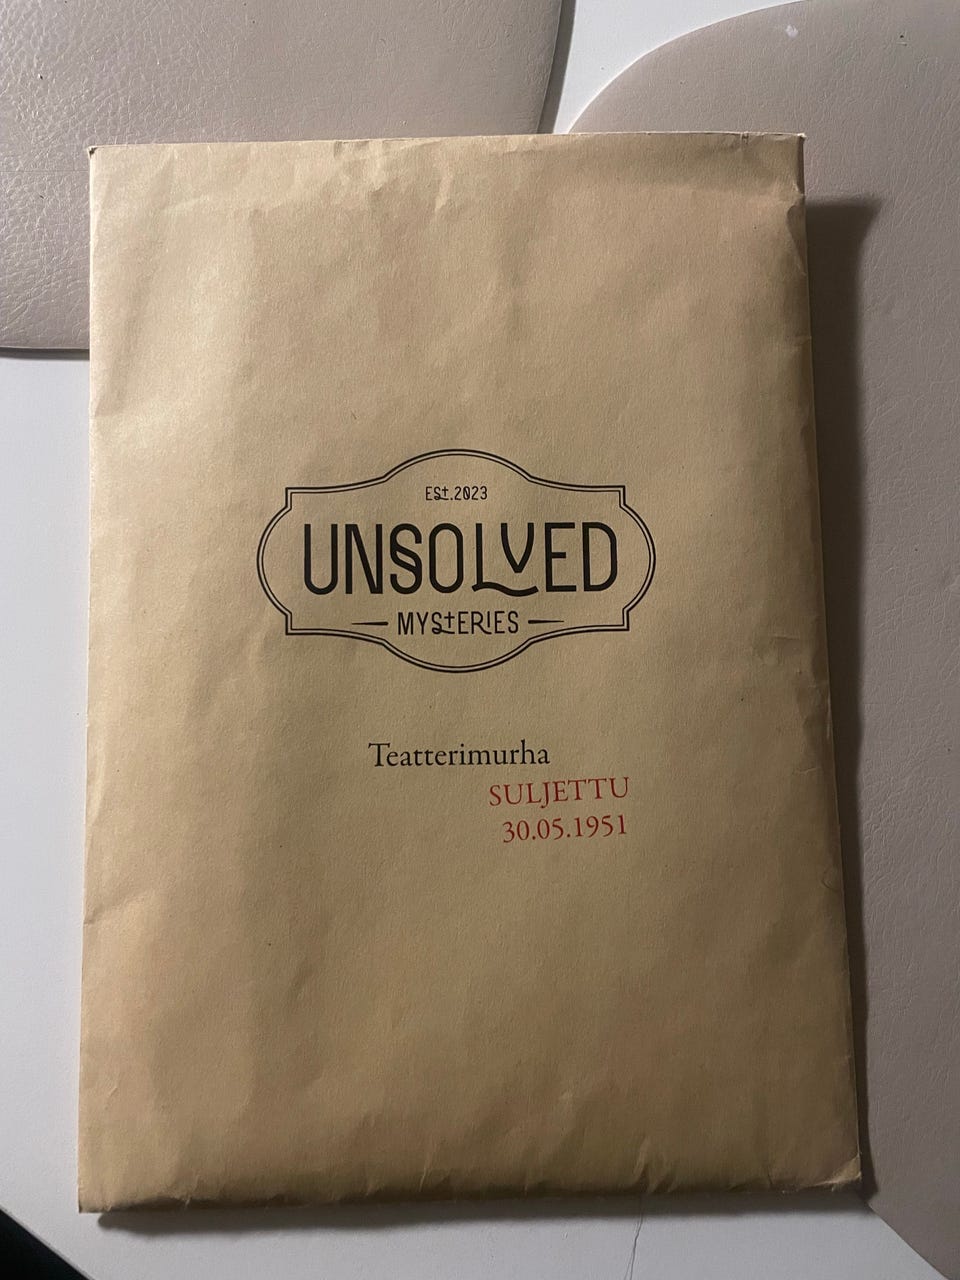 Est.2023
UNSOLVED
MYSTERIES
Teatterimurha
SULJETTU
30.05.1951